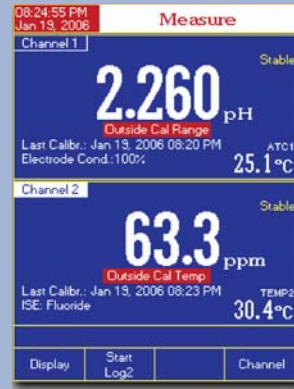 08:24:55 PM
Jan 19, 2006
Measure
Channel 1
Stable
2.260 pH
Outside Cal Range
Last Calibr.: Jan 19, 2006 08:20 PM
Electrode Cond.:100%
ATC1
25.1°C
Channel 2
Stable
63.3 ppm
Outside Cal Temp
Last Calibr.: Jan 19, 2006 08:23 PM
ISE: Fluoride
TEMP2
30.4°C
Display
Start
Log2
Channel